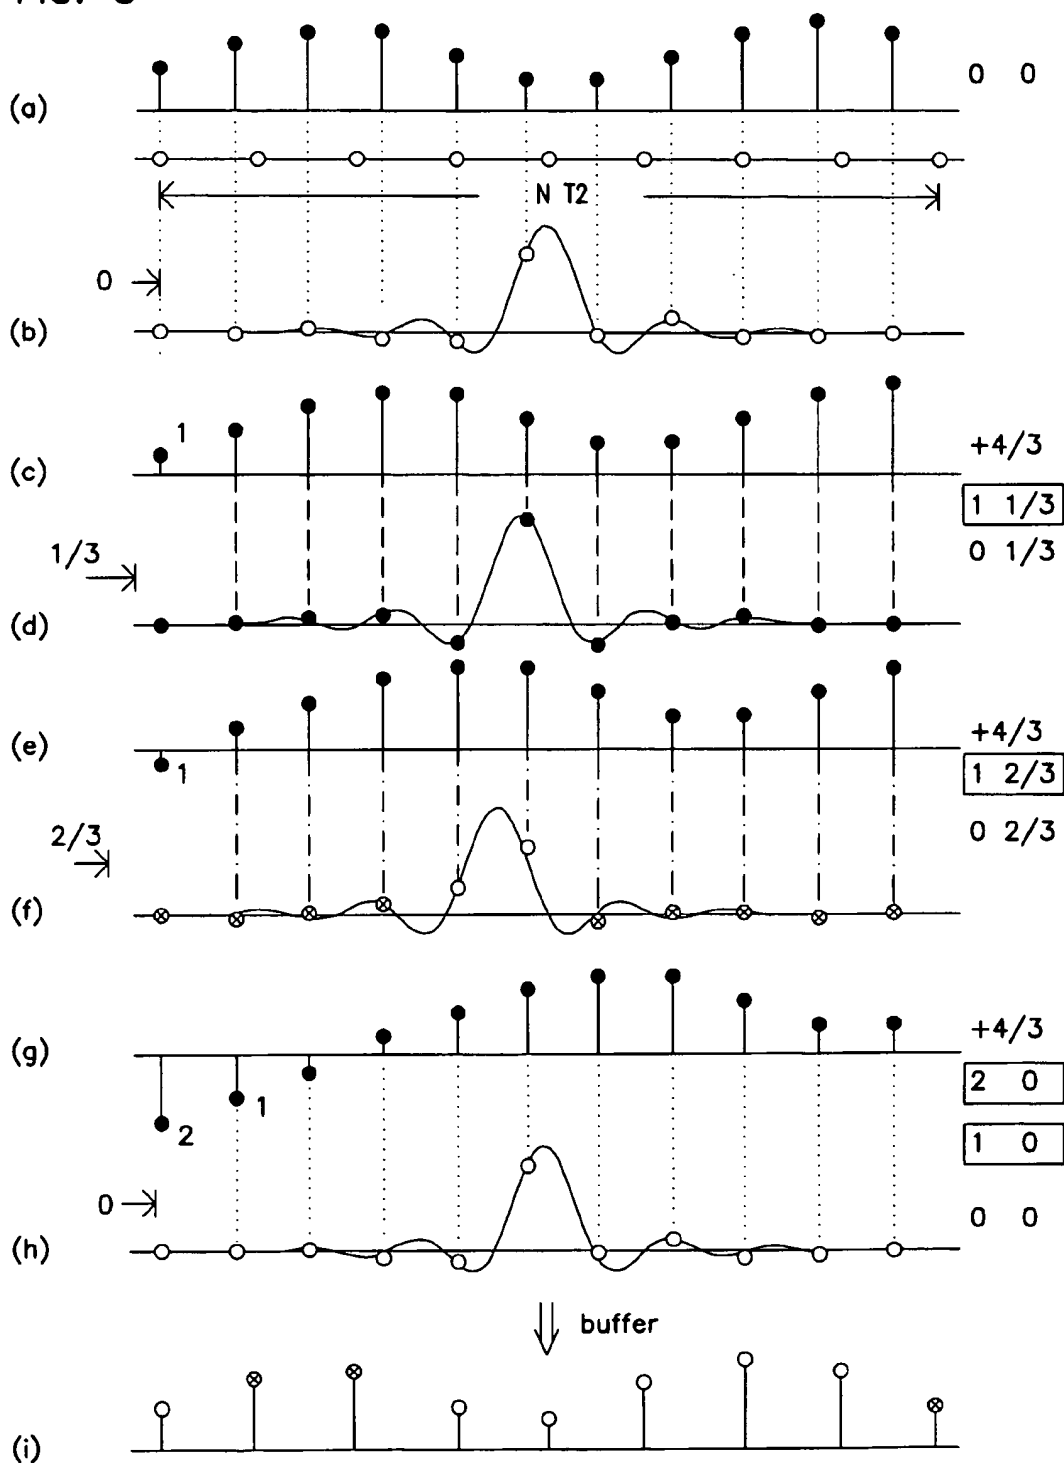 (a)
0 0
N T2
0
(b)
1
(c)
+4/3
1 1/3
1/3
0 1/3
(d)
(e)
+4/3
1
1 2/3
2/3
0 2/3
(f)
(g)
+4/3
2 0
1
2
1 0
0
0 0
(h)
buffer
(i)